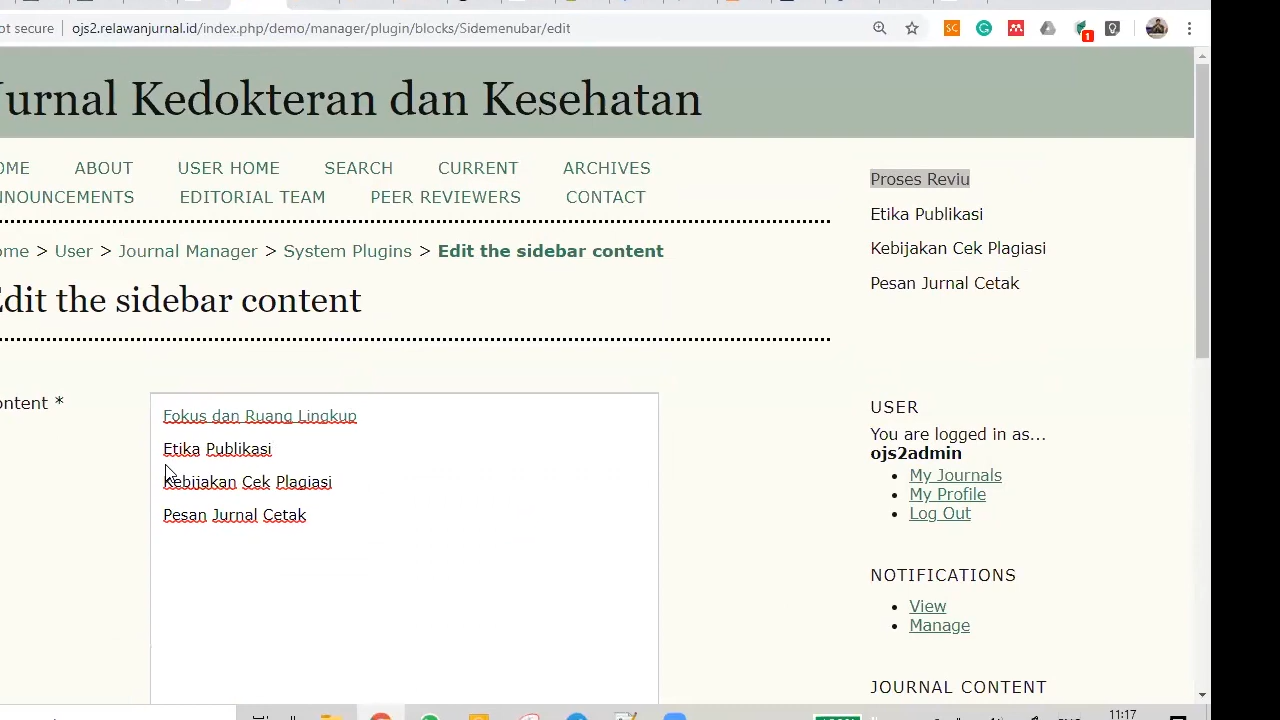 ot secure
ojs2.relawanjurnal.id/index.php/demo/manager/plugin/blocks/Sidemenubar/edit
1
urnal Kedokteran dan Kesehatan
OME ABOUT USER HOME SEARCH CURRENT ARCHIVES
NNOUNCEMENTS EDITORIAL TEAM PEER REVIEWERS CONTACT
ome > User > Journal Manager > System Plugins > Edit the sidebar content
Edit the sidebar content
ontent *
Fokus dan Ruang Lingkup
Etika Publikasi
Kebijakan Cek Plagiasi
Pesan Jurnal Cetak
Proses Reviu
Etika Publikasi
Kebijakan Cek Plagiasi
Pesan Jurnal Cetak
USER
You are logged in as...
ojs2admin
My Journals
My Profile
Log Out
NOTIFICATIONS
View
Manage
JOURNAL CONTENT
11:17